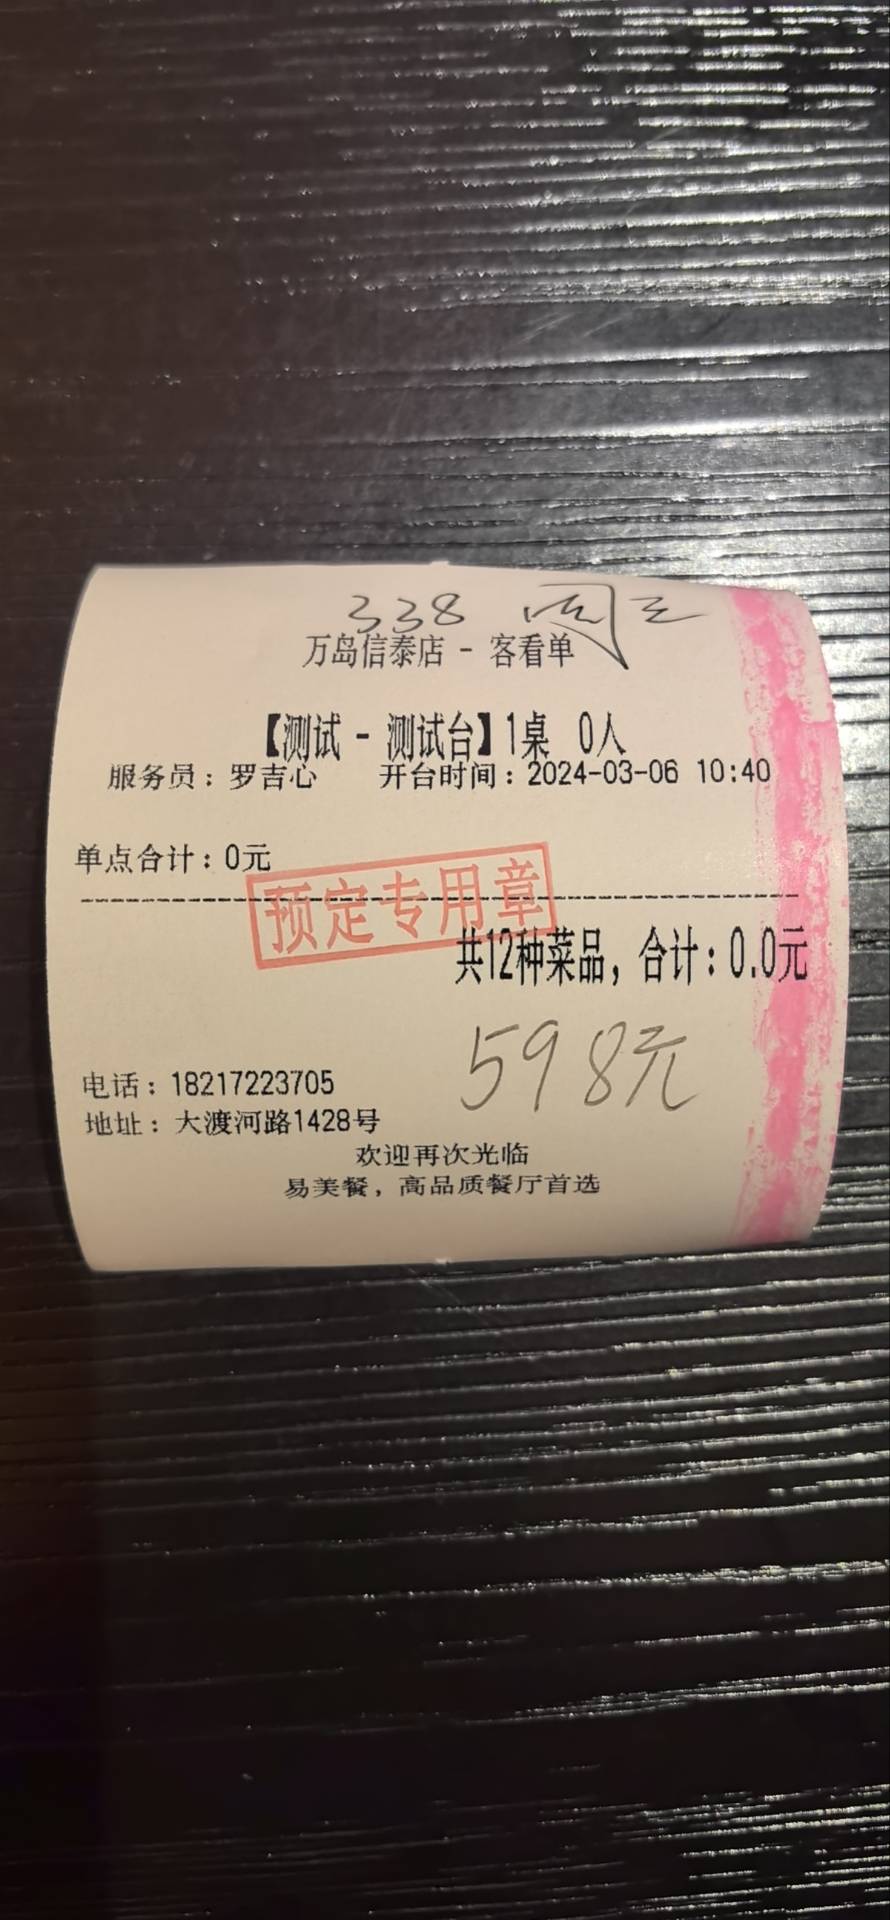 338 周三
万岛信泰店 - 客看单
【测试 - 测试台】1桌 0人
服务员：罗吉心 开台时间：2024-03-06 10:40
单点合计：0元
预定专用章
共12种菜品，合计：0.0元
598元
电话：18217223705
地址：大渡河路1428号
欢迎再次光临
易美餐，高品质餐厅首选